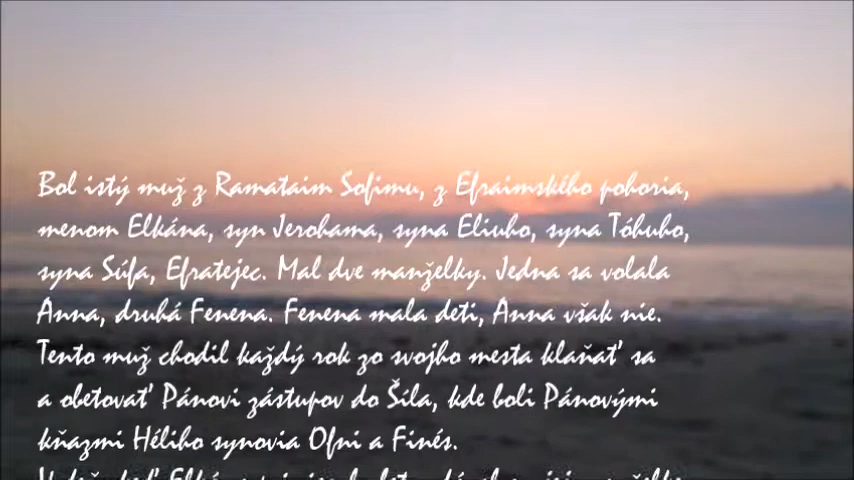 Bol istý muž z Ramataim Sofimu, z Efraimského pohoria,
menom Elkána, syn Jerohama, syna Eliuho, syna Tóhuho,
syna Súfa, Efratejec. Mal dve manželky. Jedna sa volala
Anna, druhá Fenena. Fenena mala deti, Anna však nie.
Tento muž chodil každý rok zo svojho mesta klaňať sa
a obetovať Pánovi zástupov do Šíla, kde boli Pánovými
kňazmi Héliho synovia Ofni a Finés.